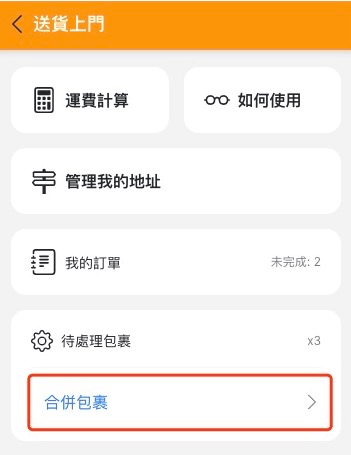 送貨上門
運費計算
如何使用
管理我的地址
我的訂單 未完成: 2
待處理包裹 x3
合併包裹